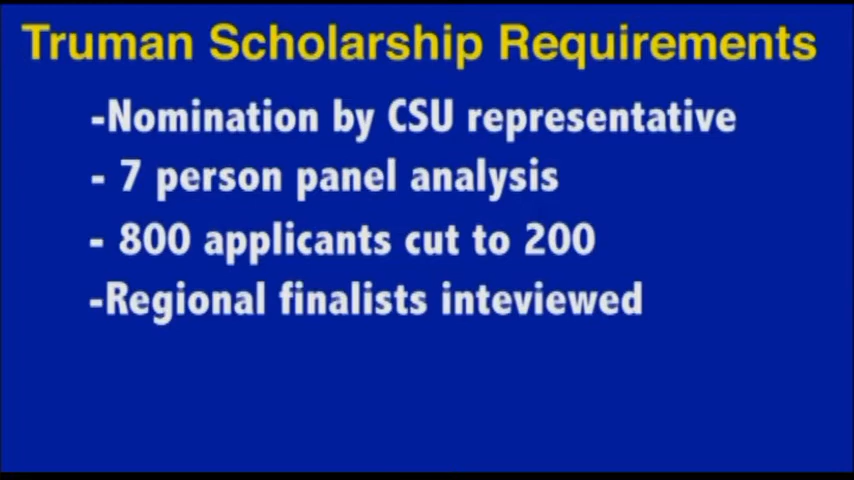 Truman Scholarship Requirements
-Nomination by CSU representative
- 7 person panel analysis
- 800 applicants cut to 200
-Regional finalists inteviewed